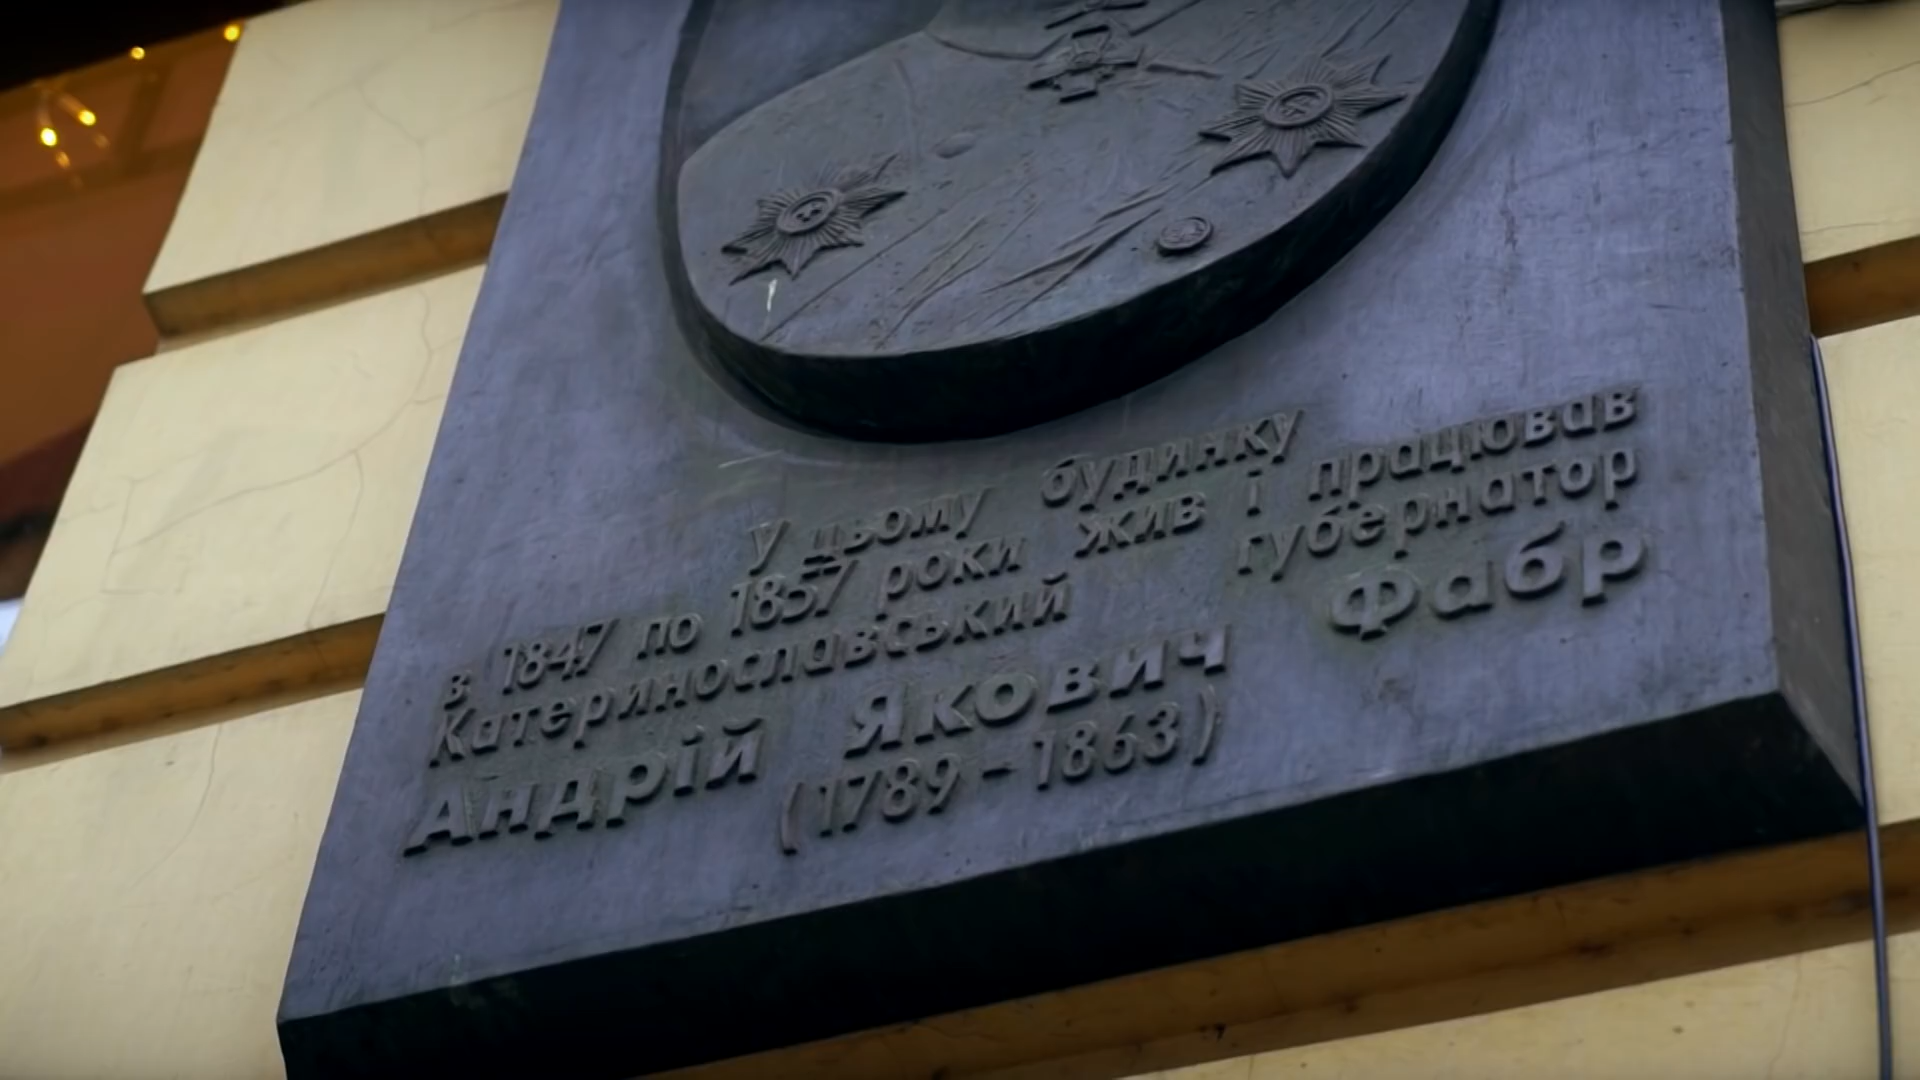 У цьому будинку
в 1847 по 1857 роки жив і працював
Катеринославський губернатор
Андрій Якович Фабр
(1789 - 1863)